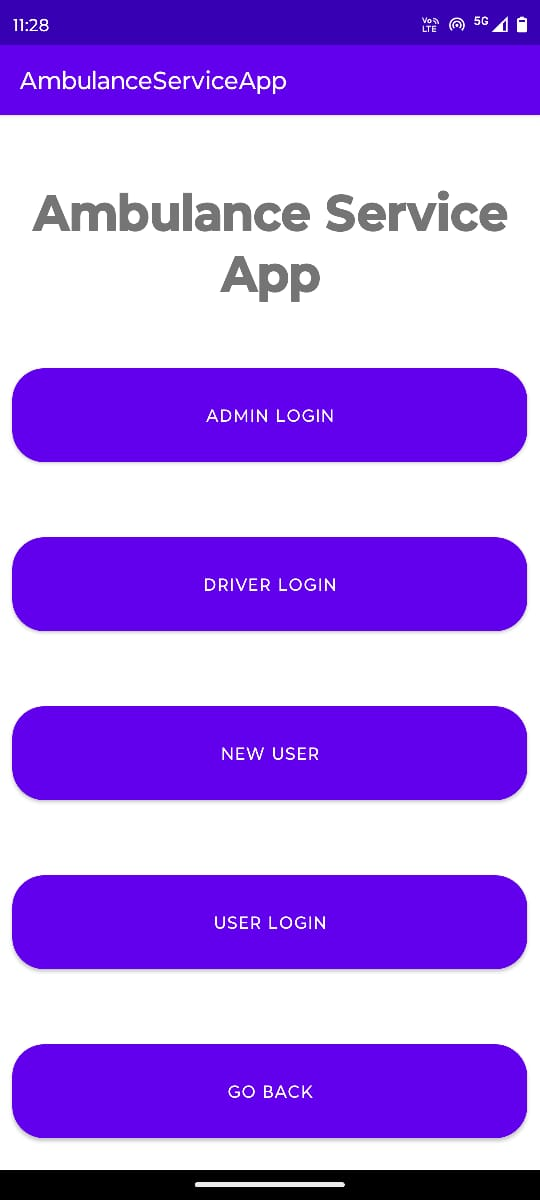 11:28
Vo LTE 5G
AmbulanceServiceApp
Ambulance Service
App
ADMIN LOGIN
DRIVER LOGIN
NEW USER
USER LOGIN
GO BACK